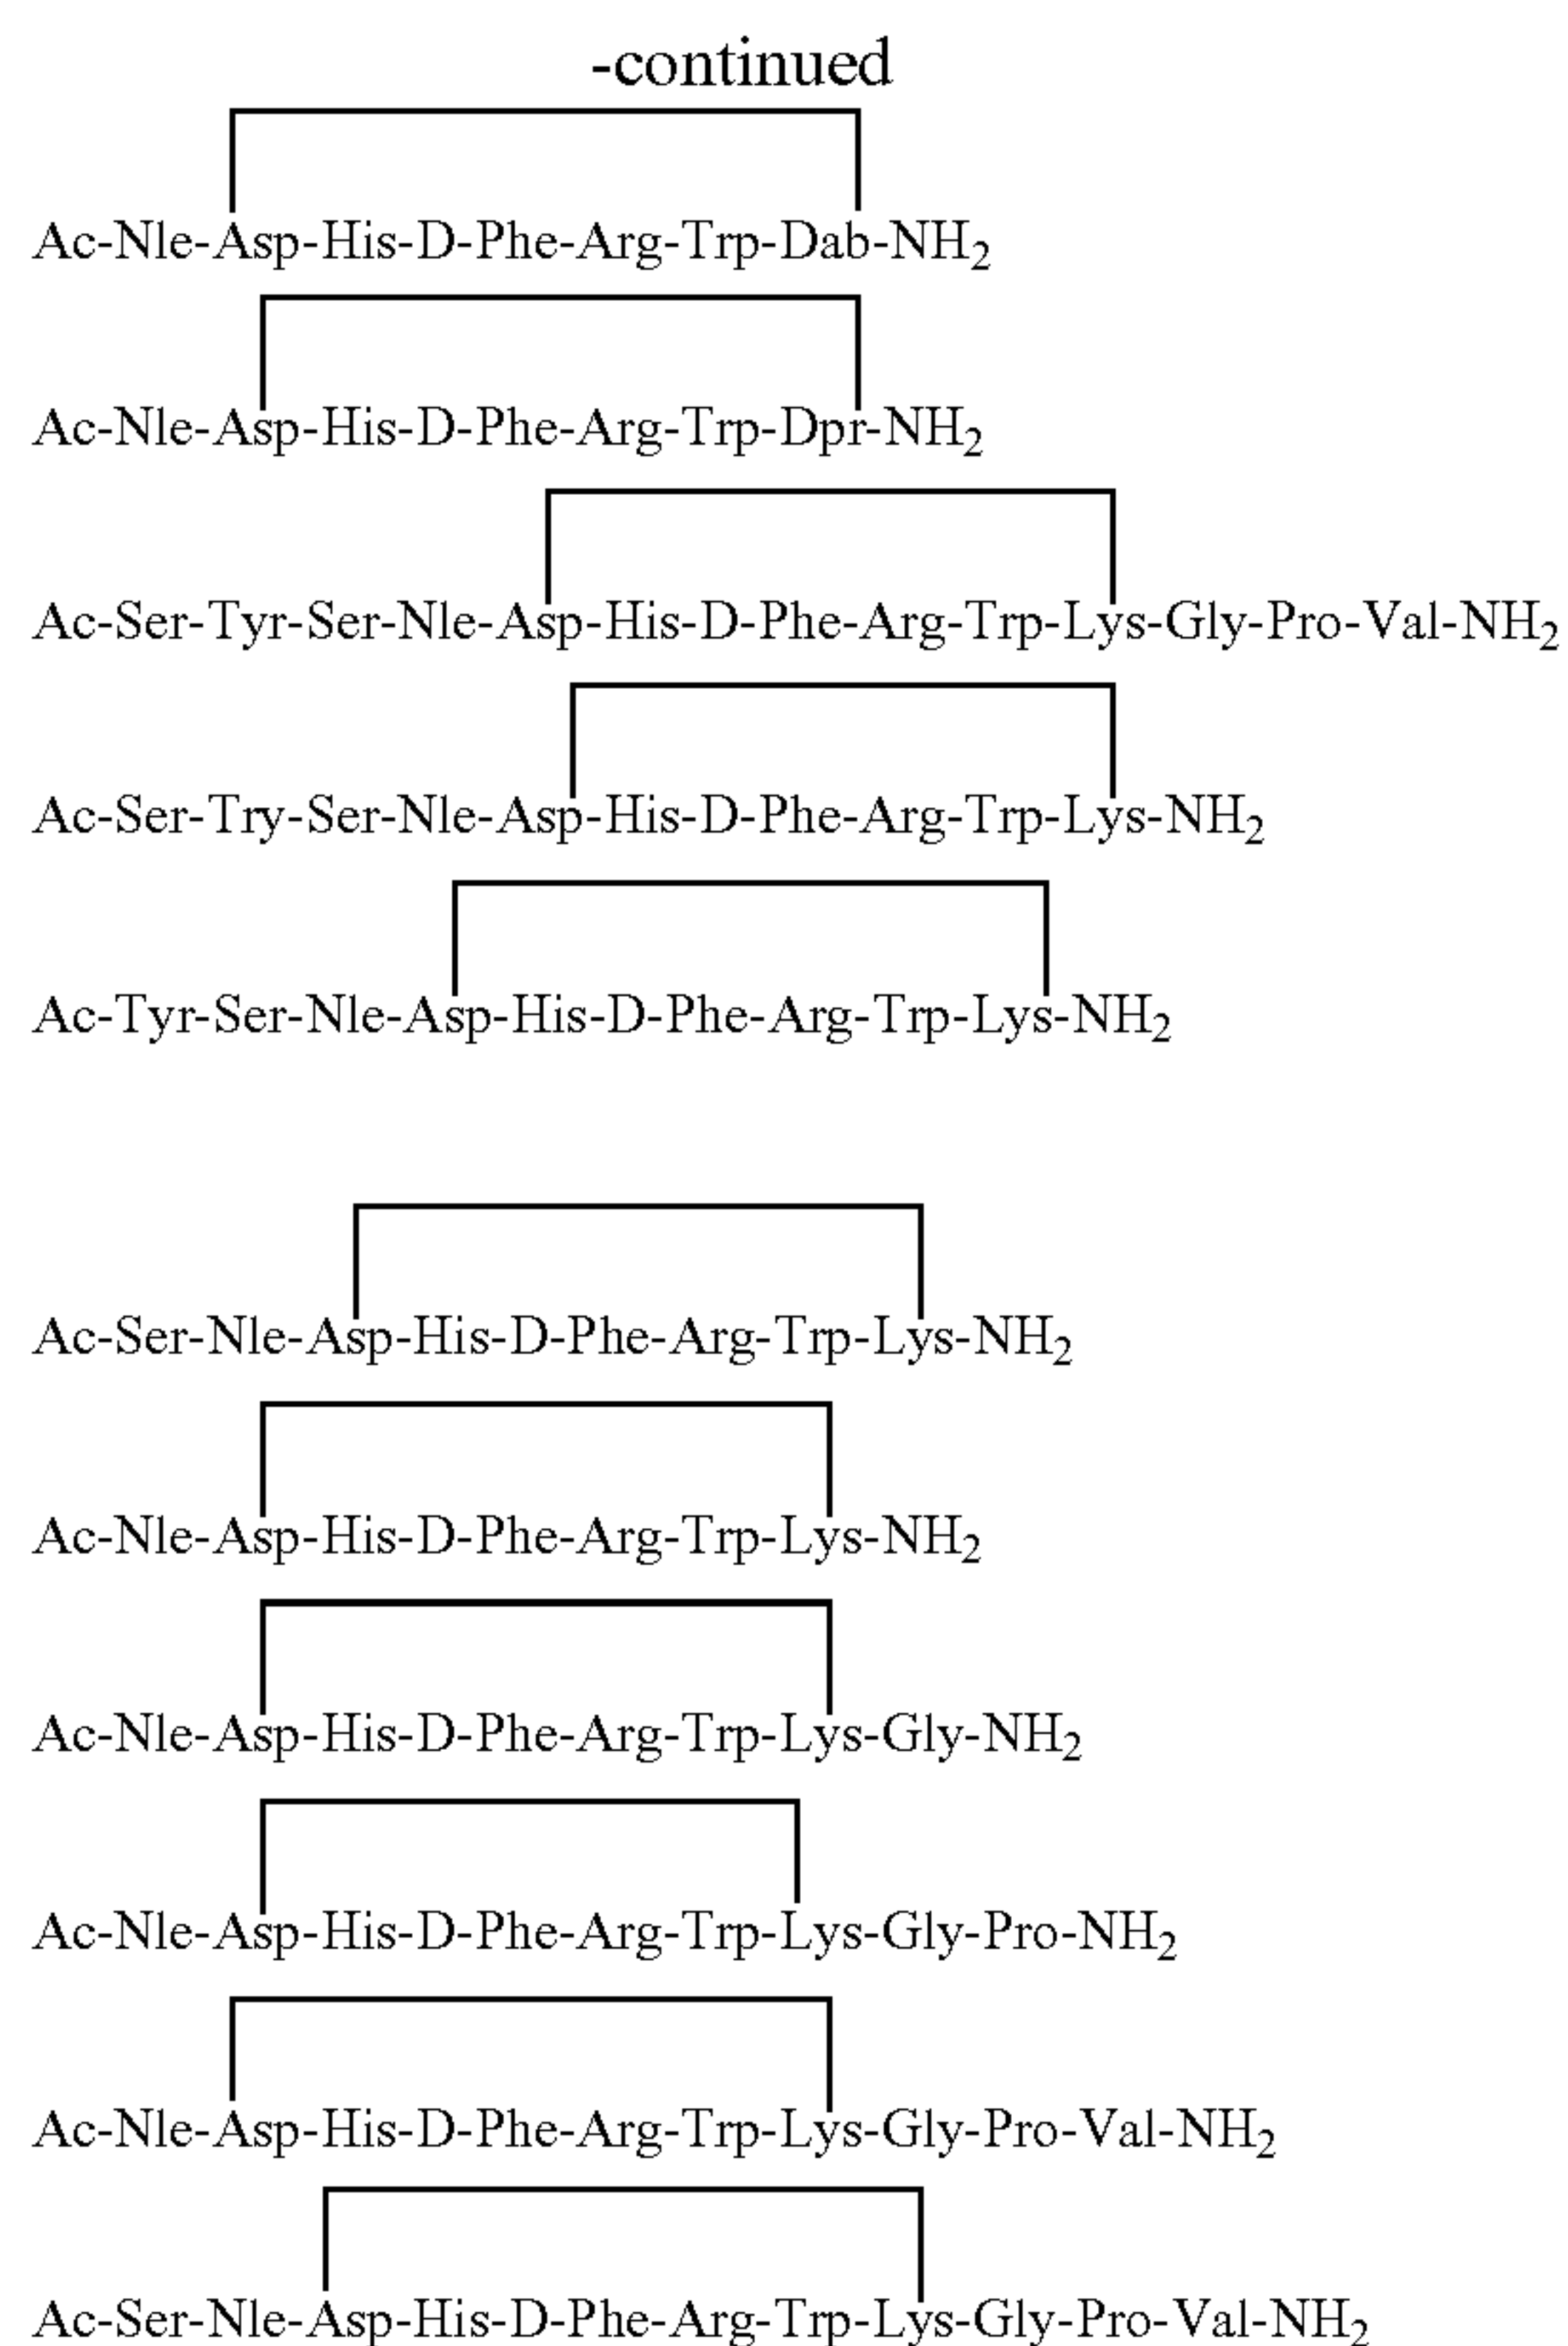 -continued
Ac-Nle-Asp-His-D-Phe-Arg-Trp-Dab-NH2
Ac-Nle-Asp-His-D-Phe-Arg-Trp-Dpr-NH2
Ac-Ser-Tyr-Ser-Nle-Asp-His-D-Phe-Arg-Trp-Lys-Gly-Pro-Val-NH2
Ac-Ser-Try-Ser-Nle-Asp-His-D-Phe-Arg-Trp-Lys-NH2
Ac-Tyr-Ser-Nle-Asp-His-D-Phe-Arg-Trp-Lys-NH2
Ac-Ser-Nle-Asp-His-D-Phe-Arg-Trp-Lys-NH2
Ac-Nle-Asp-His-D-Phe-Arg-Trp-Lys-NH2
Ac-Nle-Asp-His-D-Phe-Arg-Trp-Lys-Gly-NH2
Ac-Nle-Asp-His-D-Phe-Arg-Trp-Lys-Gly-Pro-NH2
Ac-Nle-Asp-His-D-Phe-Arg-Trp-Lys-Gly-Pro-Val-NH2
Ac-Ser-Nle-Asp-His-D-Phe-Arg-Trp-Lys-Gly-Pro-Val-NH2